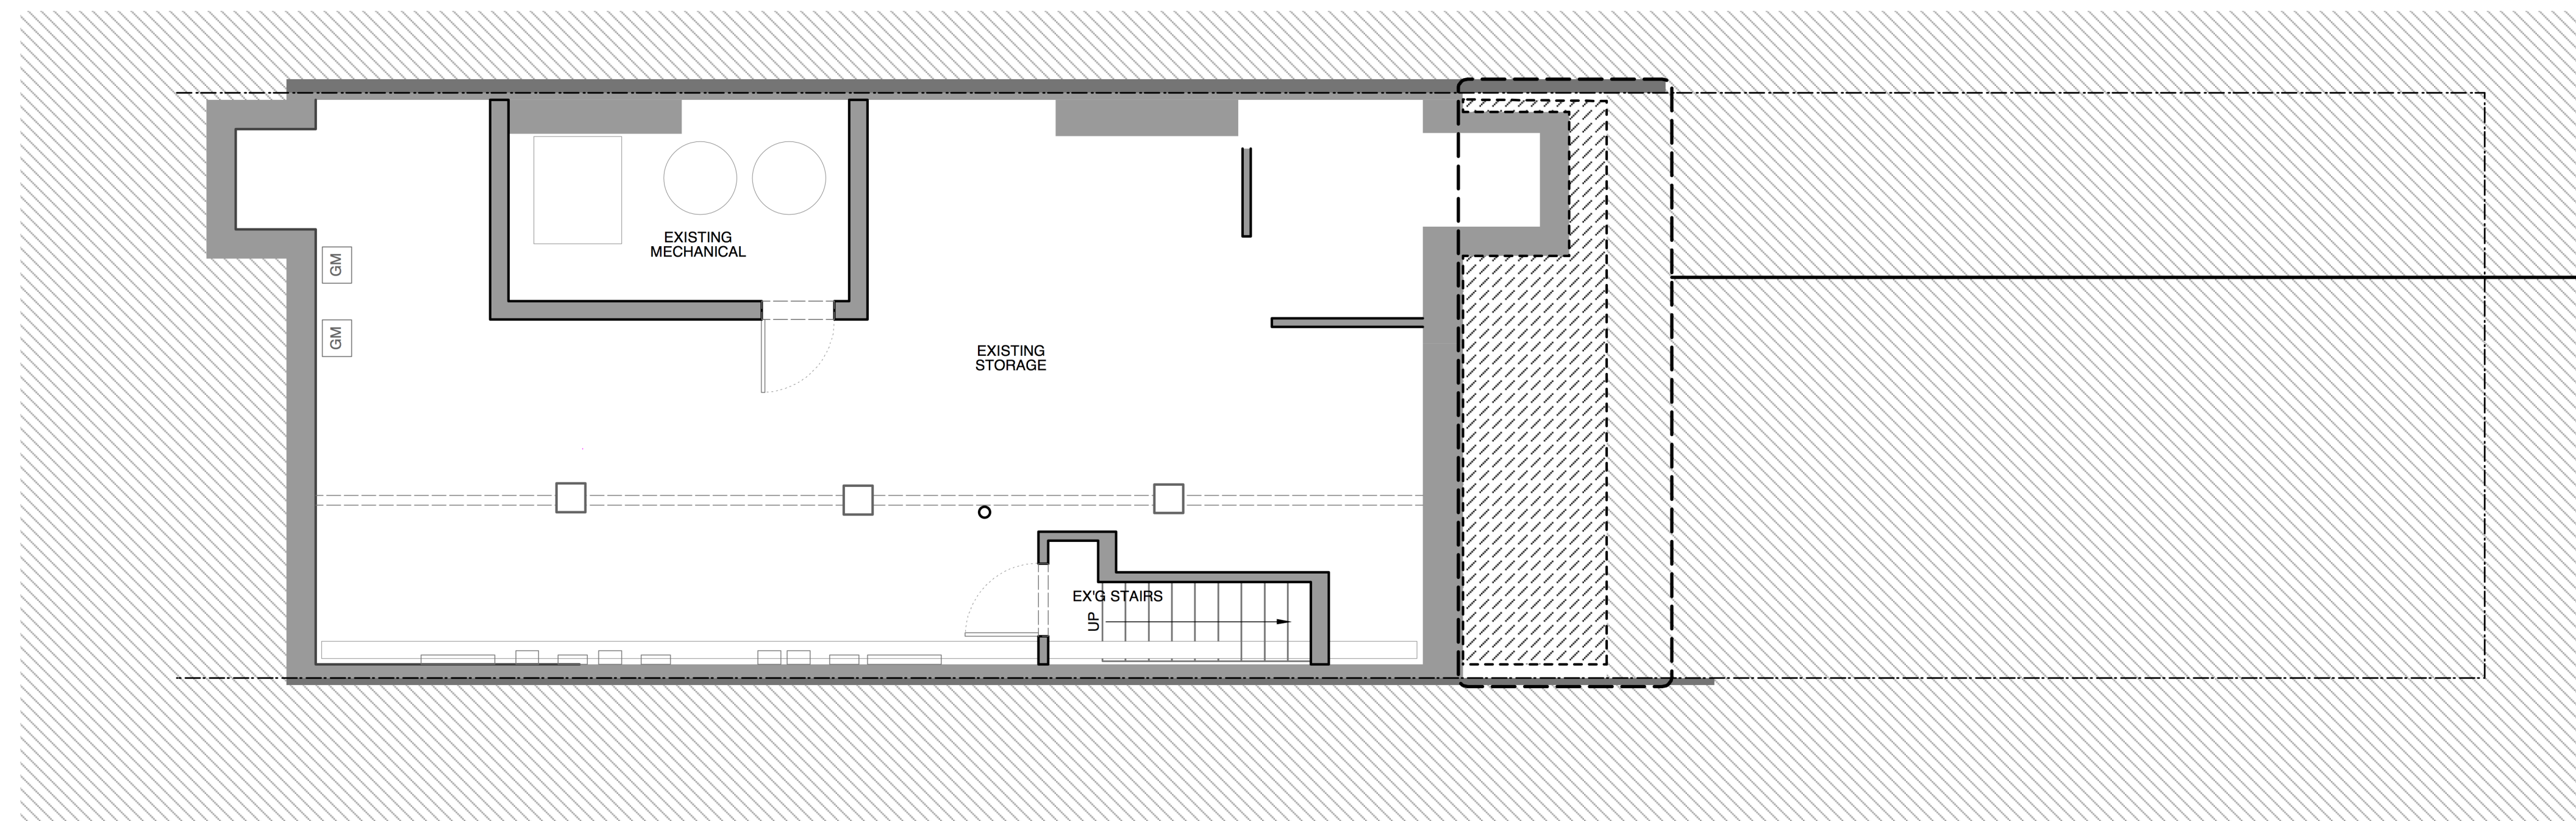 EXISTING
MECHANICAL
GM
GM
EXISTING
STORAGE
EX'G STAIRS
UP